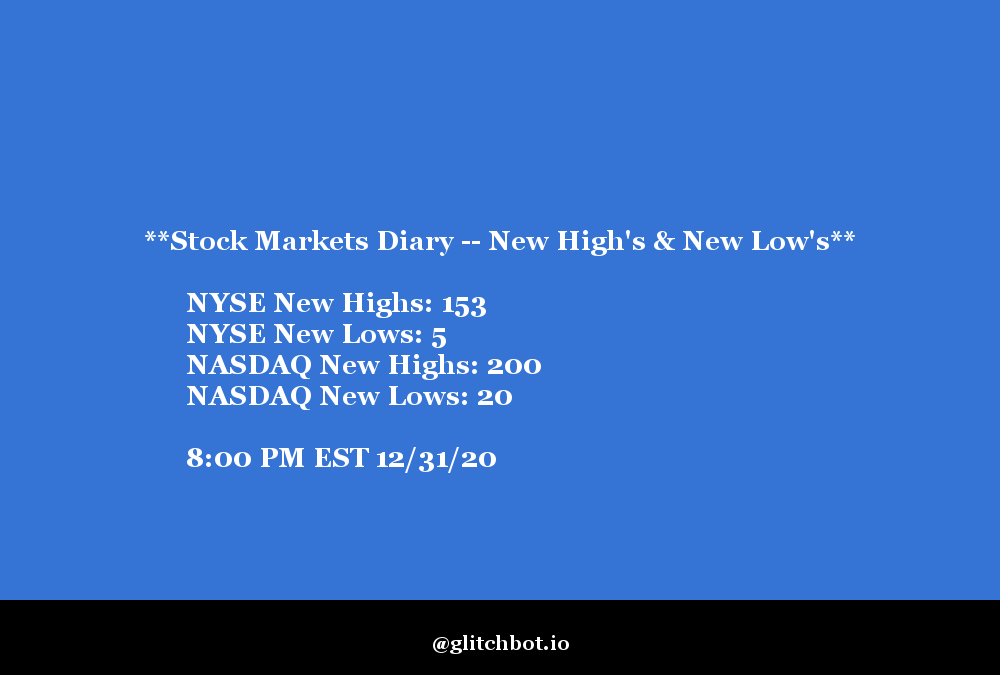 **Stock Markets Diary -- New High's & New Low's**
NYSE New Highs: 153
NYSE New Lows: 5
NASDAQ New Highs: 200
NASDAQ New Lows: 20
8:00 PM EST 12/31/20
@glitchbot.io